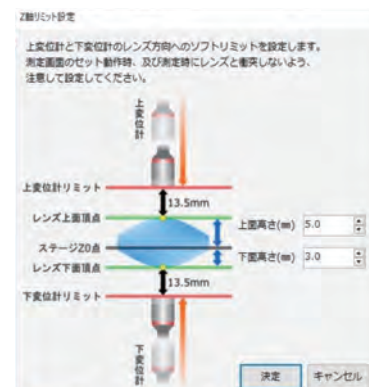 Z軸リミット設定
上変位計と下変位計のレンズ方向へのソフトリミットを設定します。
測定画面のセット動作時、及び測定時にレンズと衝突しないよう、
注意して設定してください。
上変位計
上変位計リミット
13.5mm
レンズ上面頂点
上面高さ(mm) 5.0
ステージZ0点
下面高さ(mm) 3.0
レンズ下面頂点
13.5mm
下変位計リミット
下変位計
決定 キャンセル